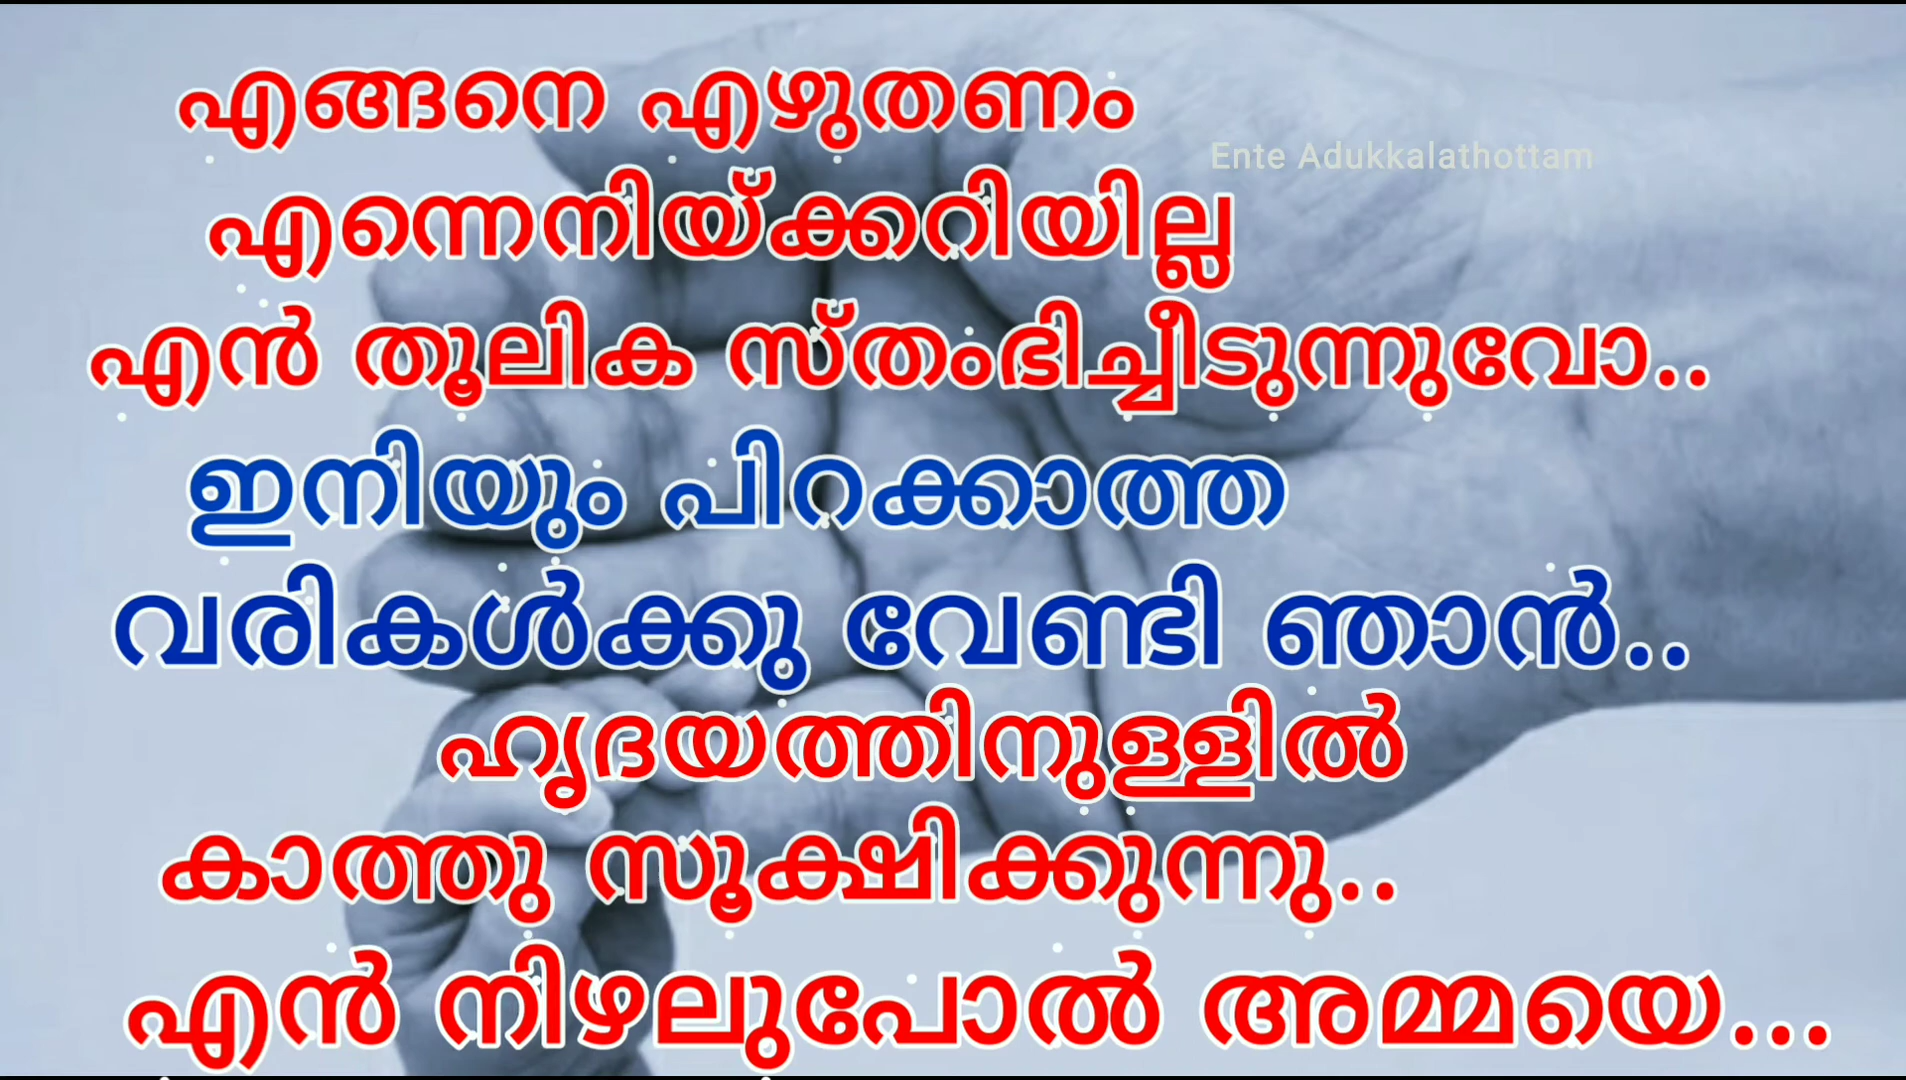 എങ്ങനെ എഴുതണം
Ente Adukkalathottam
എന്നെനിയ്ക്കറിയില്ല
എൻ തൂലിക സ്തംഭിച്ചീടുന്നുവോ..
ഇനിയും പിറക്കാത്ത
വരികൾക്കു വേണ്ടി ഞാൻ..
ഹൃദയത്തിനുള്ളിൽ
കാത്തു സൂക്ഷിക്കുന്നു..
എൻ നിഴലുപോൽ അമ്മയെ...